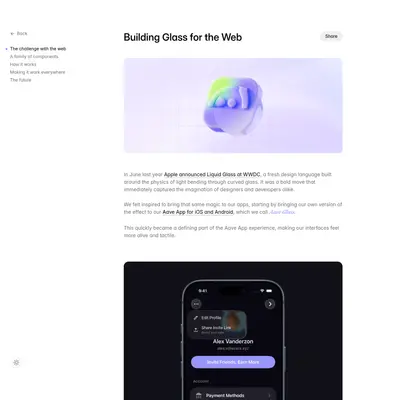 Back
The challenge with the web
A family of components
How it works
Making it work everywhere
The future
Building Glass for the Web
Share
In June last year Apple announced Liquid Glass at WWDC, a fresh design language built
around the physics of light bending through curved glass. It was a bold move that
immediately captured the imagination of designers and developers alike.
We felt inspired to bring that same magic to our apps, starting by bringing our own version of
the effect to our Aave App for iOS and Android, which we call
This quickly became a defining part of the Aave App experience, making our interfaces feel
more alive and tactile.
9:41
Edit Profile
Share Invite Link
Alex Vanderzon
Invite Friends, Earn More
Payment Methods